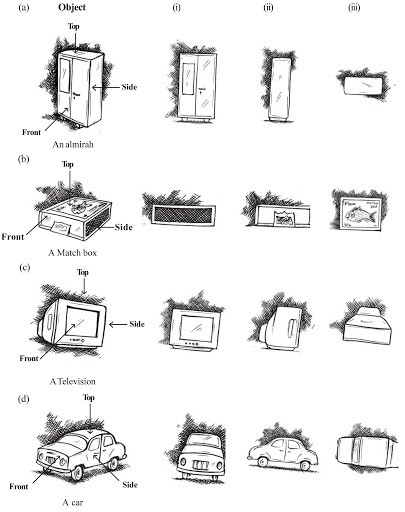 (a) Object (i) (ii) (iii)
Top
Side
Front
An almirah
(b)
Top
Front
Side
A Match box
(c)
Top
Side
Front
A Television
(d)
Top
Front
Side
A car